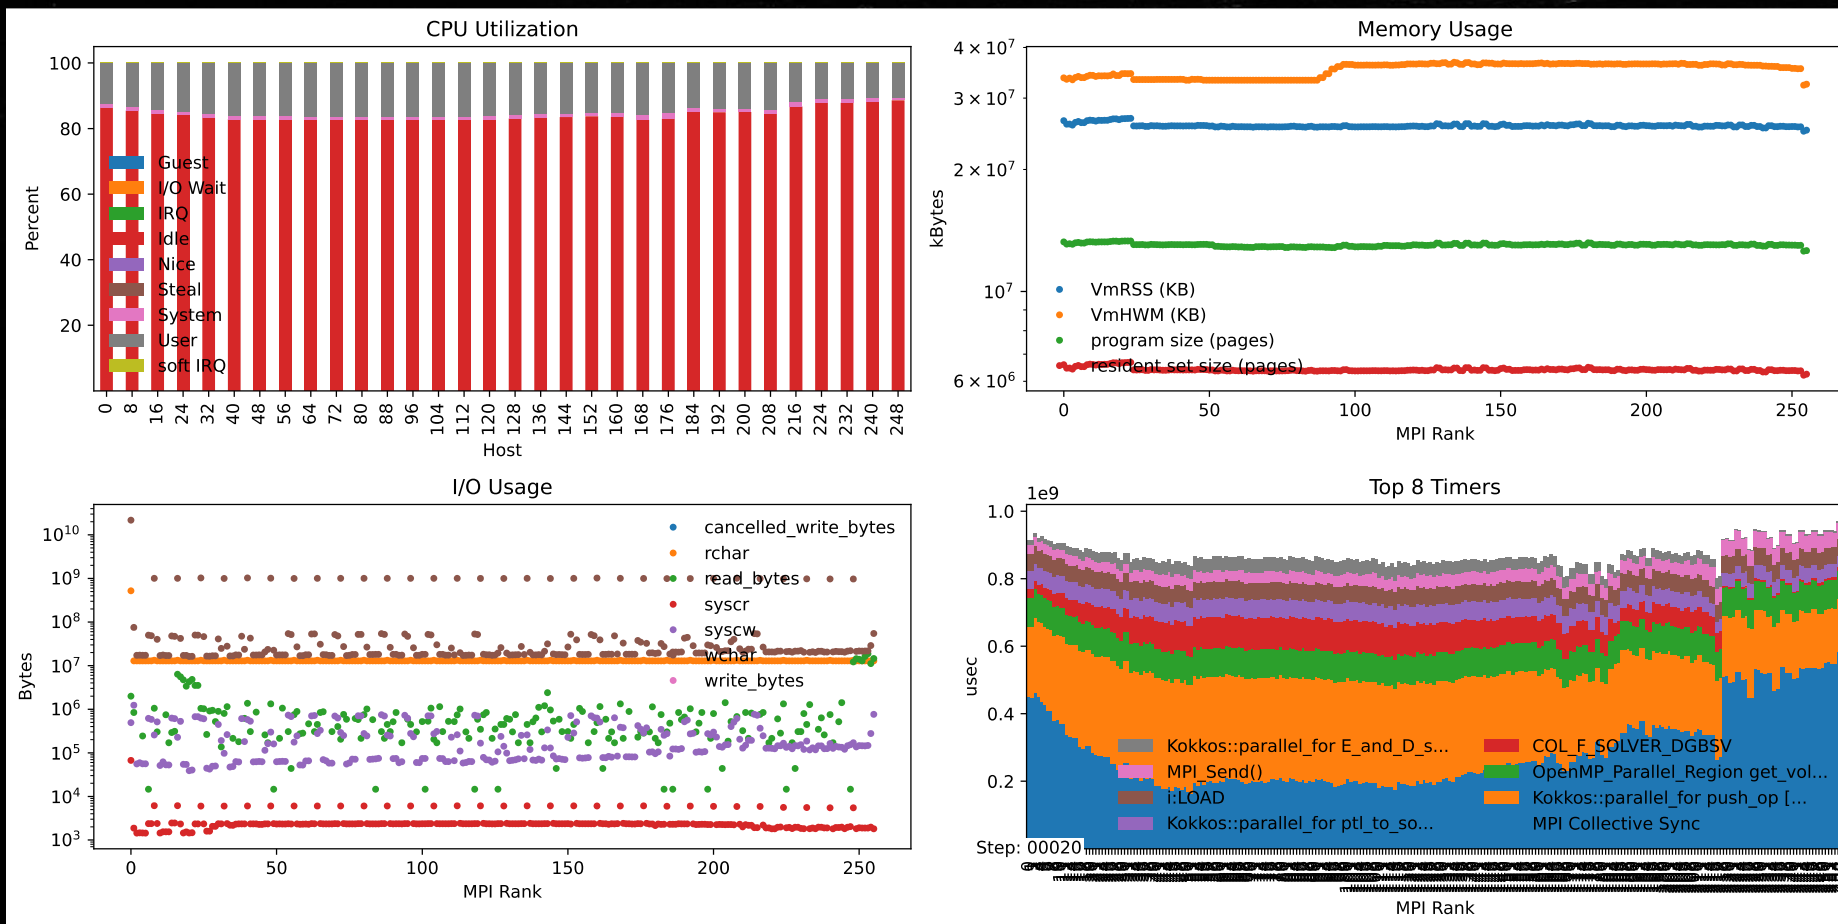 CPU Utilization
100
80
60
40
20
Percent
Guest
I/O Wait
IRQ
Idle
Nice
Steal
System
User
soft IRQ
0 8 16 24 32 40 48 56 64 72 80 88 96 104 112 120 128 136 144 152 160 168 176 184 192 200 208 216 224 232 240 248
Host
Memory Usage
4 × 10⁷
3 × 10⁷
2 × 10⁷
10⁷
6 × 10⁶
kBytes
VmRSS (KB)
VmHWM (KB)
program size (pages)
resident set size (pages)
0 50 100 150 200 250
MPI Rank
I/O Usage
10¹⁰
10⁹
10⁸
10⁷
10⁶
10⁵
10⁴
10³
Bytes
cancelled_write_bytes
rchar
read_bytes
syscr
syscw
wchar
write_bytes
0 50 100 150 200 250
MPI Rank
Top 8 Timers
1e9
1.0
0.8
0.6
0.4
0.2
usec
Kokkos::parallel_for E_and_D_s...
MPI_Send()
i:LOAD
Kokkos::parallel_for ptl_to_so...
COL_F_SOLVER_DGBSV
OpenMP_Parallel_Region get_vol...
Kokkos::parallel_for push_op [...
MPI Collective Sync
Step: 00020
MPI Rank